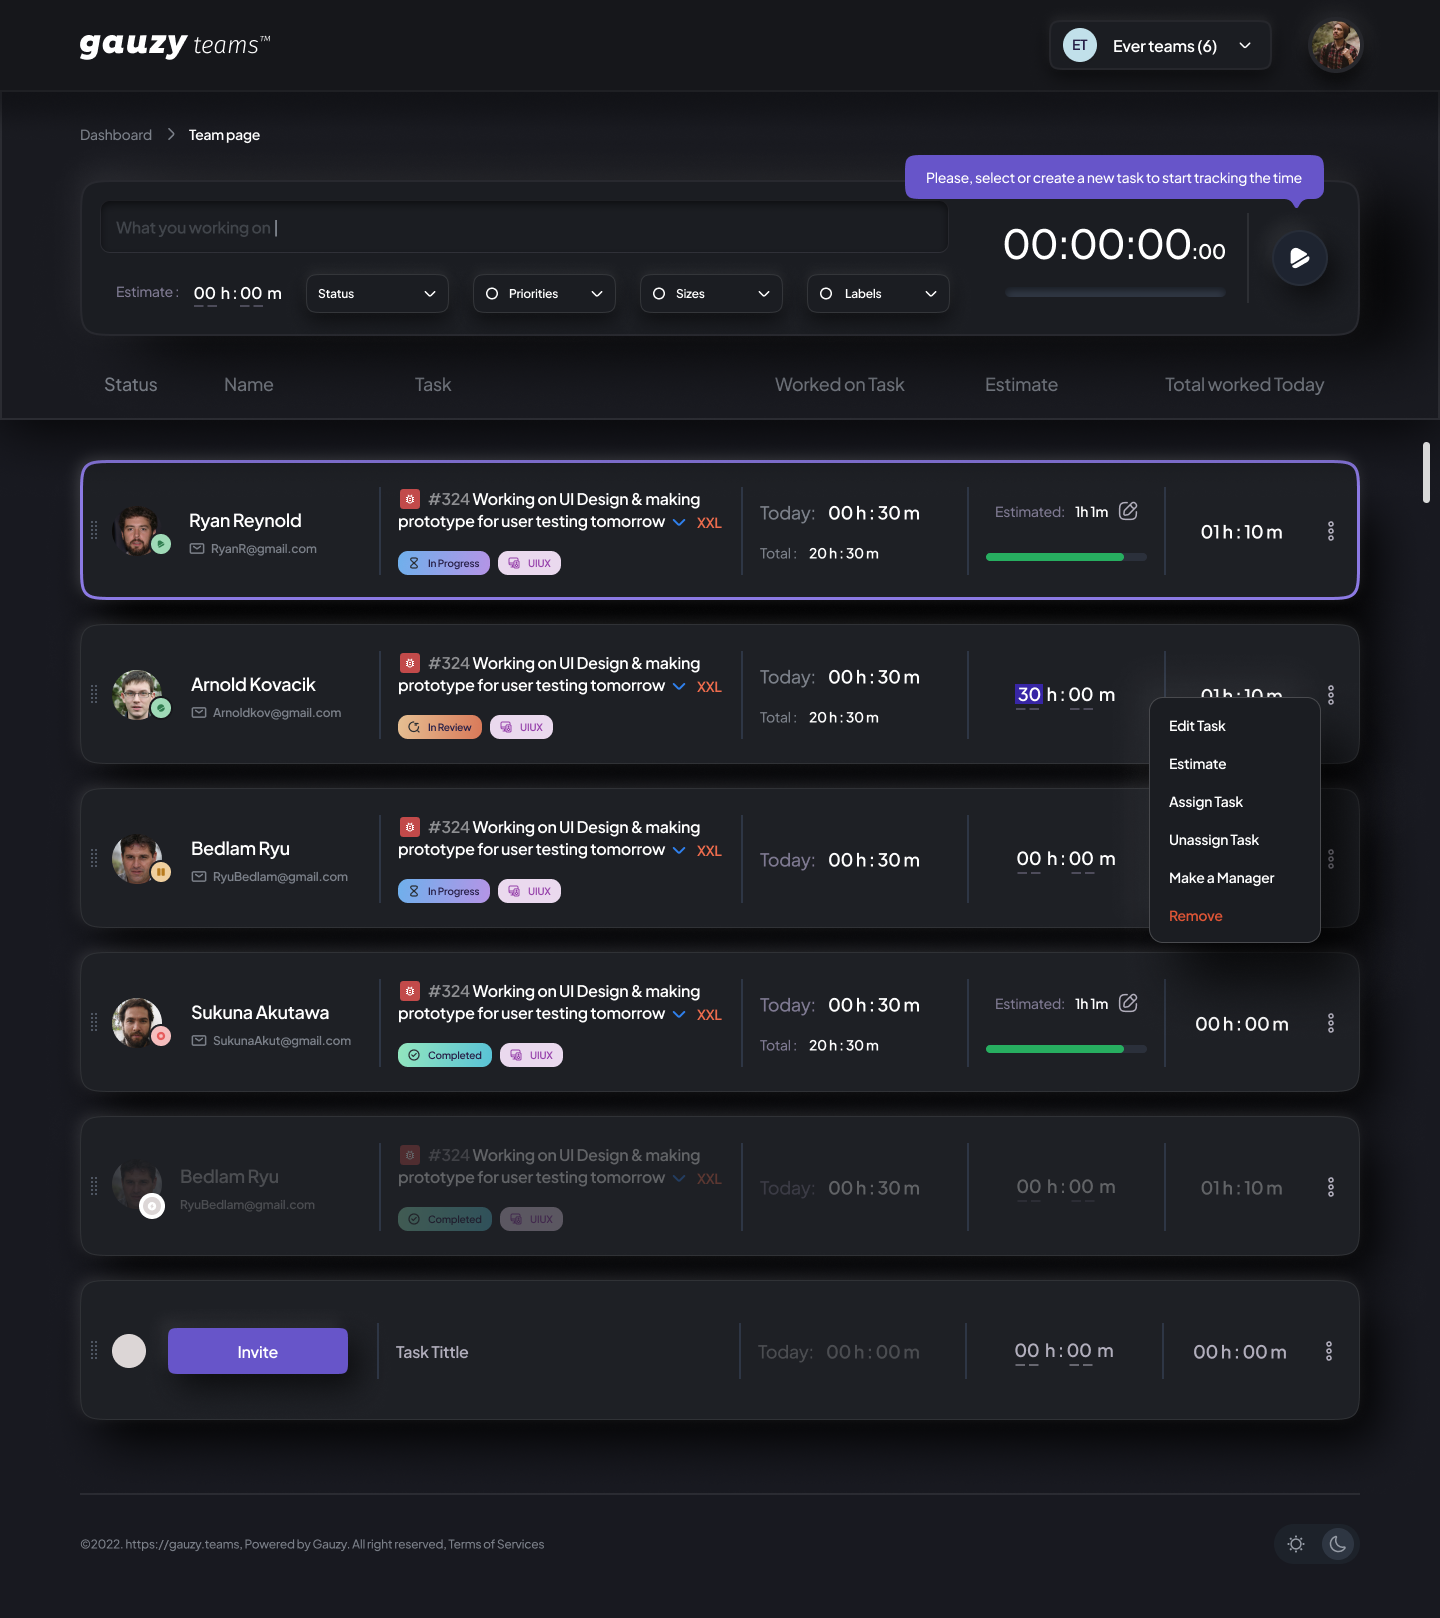 gauzy teams™
ET Ever teams (6)
Dashboard Team page
Please, select or create a new task to start tracking the time
What you working on
00:00:00:00
Estimate : 00 h : 00 m Status Priorities Sizes Labels
Status Name Task Worked on Task Estimate Total worked Today
Ryan Reynold
RyanR@gmail.com
#324 Working on UI Design & making
prototype for user testing tomorrow XXL
In Progress UIUX
Today: 00 h : 30 m
Total : 20 h : 30 m
Estimated: 1h 1m
01 h : 10 m
Arnold Kovacik
Arnoldkov@gmail.com
#324 Working on UI Design & making
prototype for user testing tomorrow XXL
In Review UIUX
Today: 00 h : 30 m
Total : 20 h : 30 m
30 h : 00 m
01 h : 10 m
Edit Task
Estimate
Assign Task
Unassign Task
Make a Manager
Remove
Bedlam Ryu
RyuBedlam@gmail.com
#324 Working on UI Design & making
prototype for user testing tomorrow XXL
In Progress UIUX
Today: 00 h : 30 m
00 h : 00 m
Sukuna Akutawa
SukunaAkut@gmail.com
#324 Working on UI Design & making
prototype for user testing tomorrow XXL
Completed UIUX
Today: 00 h : 30 m
Total : 20 h : 30 m
Estimated: 1h 1m
00 h : 00 m
Bedlam Ryu
RyuBedlam@gmail.com
#324 Working on UI Design & making
prototype for user testing tomorrow XXL
Completed UIUX
Today: 00 h : 30 m
00 h : 00 m
01 h : 10 m
Invite
Task Tittle
Today: 00 h : 00 m
00 h : 00 m
00 h : 00 m
©2022. https://gauzy.teams, Powered by Gauzy. All right reserved, Terms of Services